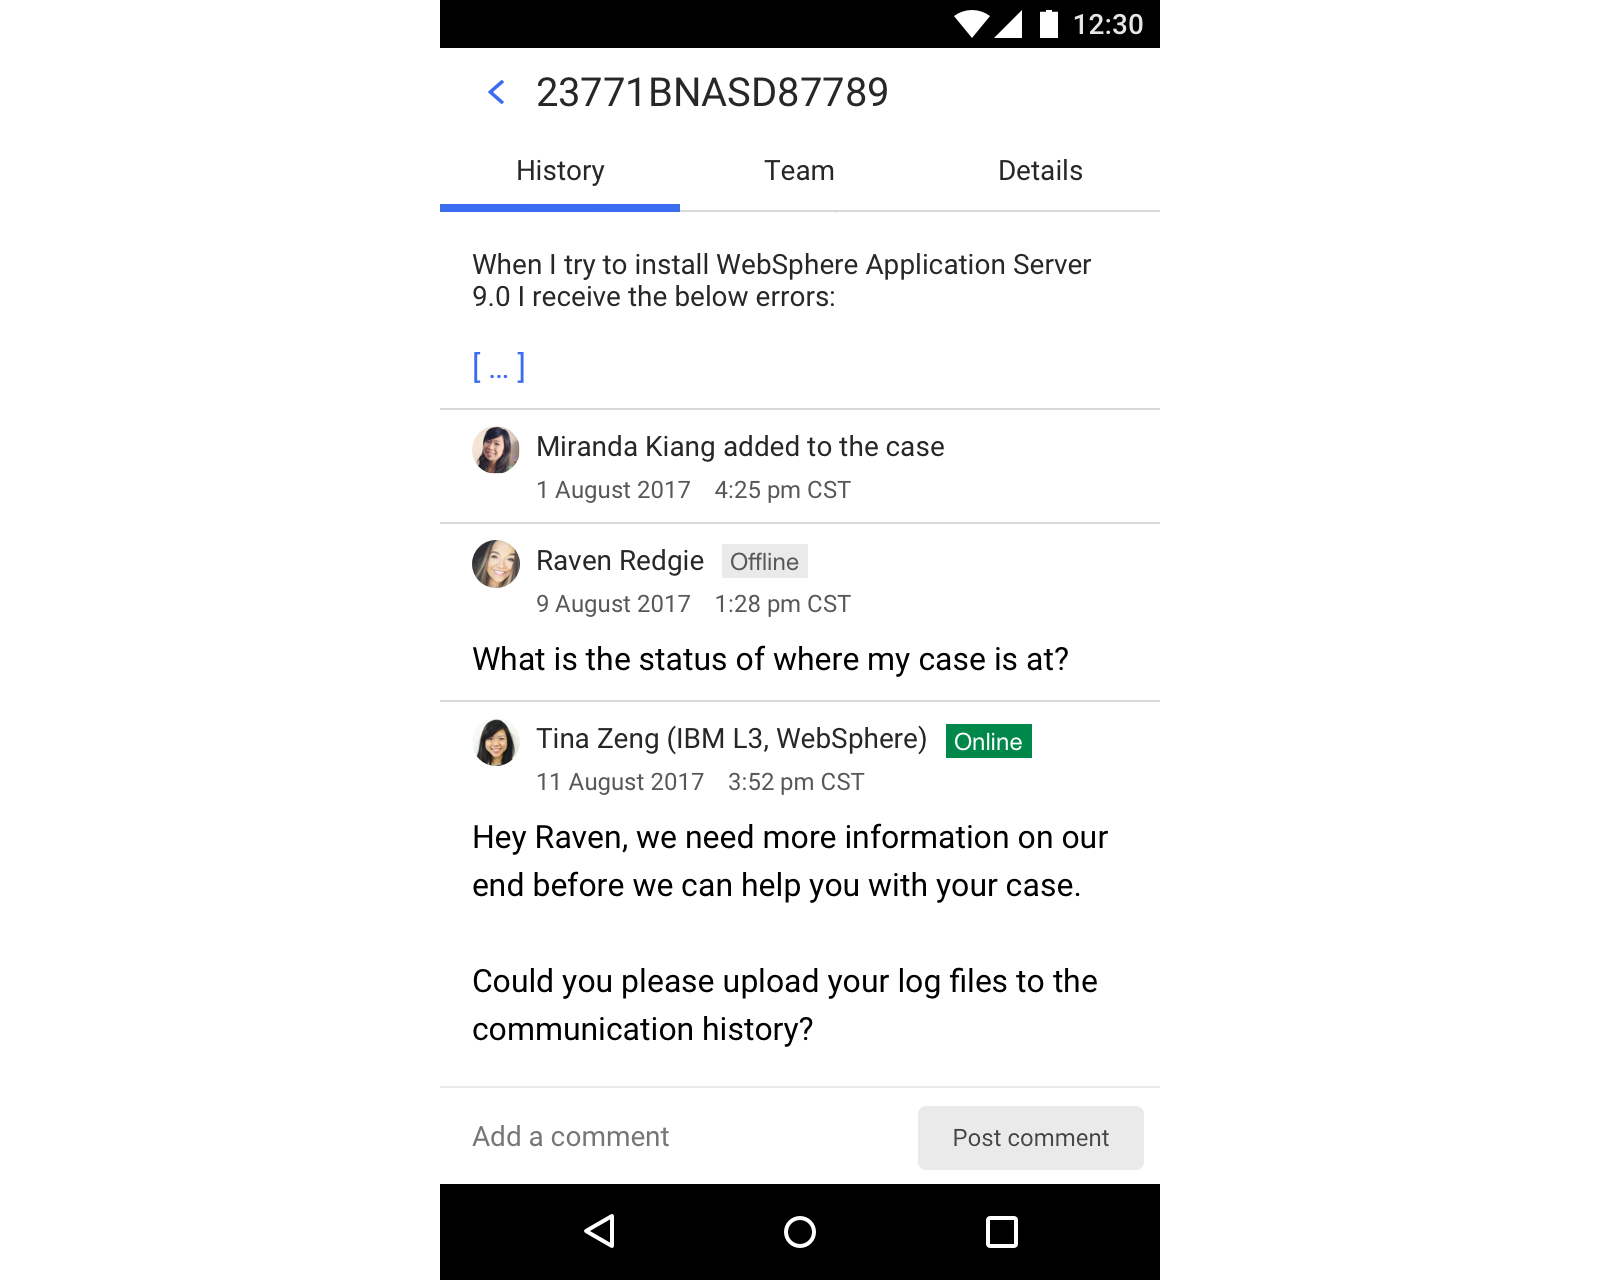 12:30
< 23771BNASD87789
History Team Details
When I try to install WebSphere Application Server
9.0 I receive the below errors:
[ ... ]
Miranda Kiang added to the case
1 August 2017 4:25 pm CST
Raven Redgie Offline
9 August 2017 1:28 pm CST
What is the status of where my case is at?
Tina Zeng (IBM L3, WebSphere) Online
11 August 2017 3:52 pm CST
Hey Raven, we need more information on our
end before we can help you with your case.
Could you please upload your log files to the
communication history?
Add a comment Post comment